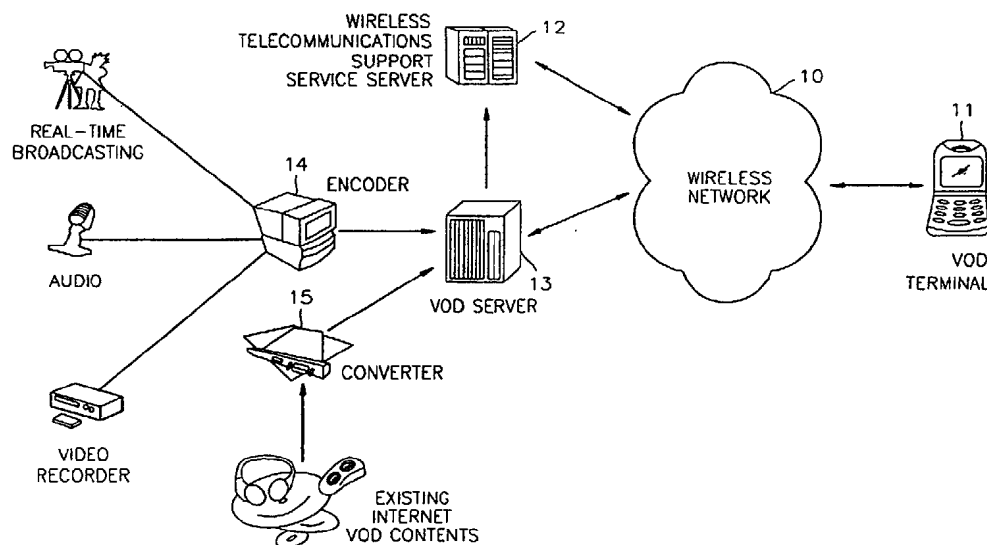 WIRELESS
TELECOMMUNICATIONS
SUPPORT
SERVICE SERVER
12
10
11
REAL-TIME
BROADCASTING
14
ENCODER
WIRELESS
NETWORK
AUDIO
13
VOD SERVER
VOD
TERMINAL
15
CONVERTER
VIDEO
RECORDER
EXISTING
INTERNET
VOD CONTENTS